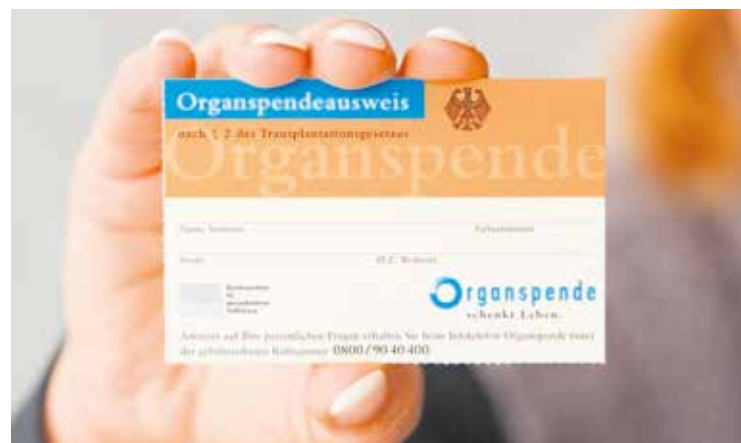 Organspendeausweis
nach § 2 des Transplantationsgesetzes
Organspende
Name, Vorname Geburtsdatum
Straße PLZ, Wohnort
Organspende
schenkt Leben.
Antwort auf Ihre persönlichen Fragen erhalten Sie beim Infotelefon Organspende unter
der gebührenfreien Rufnummer 0800 / 90 40 400